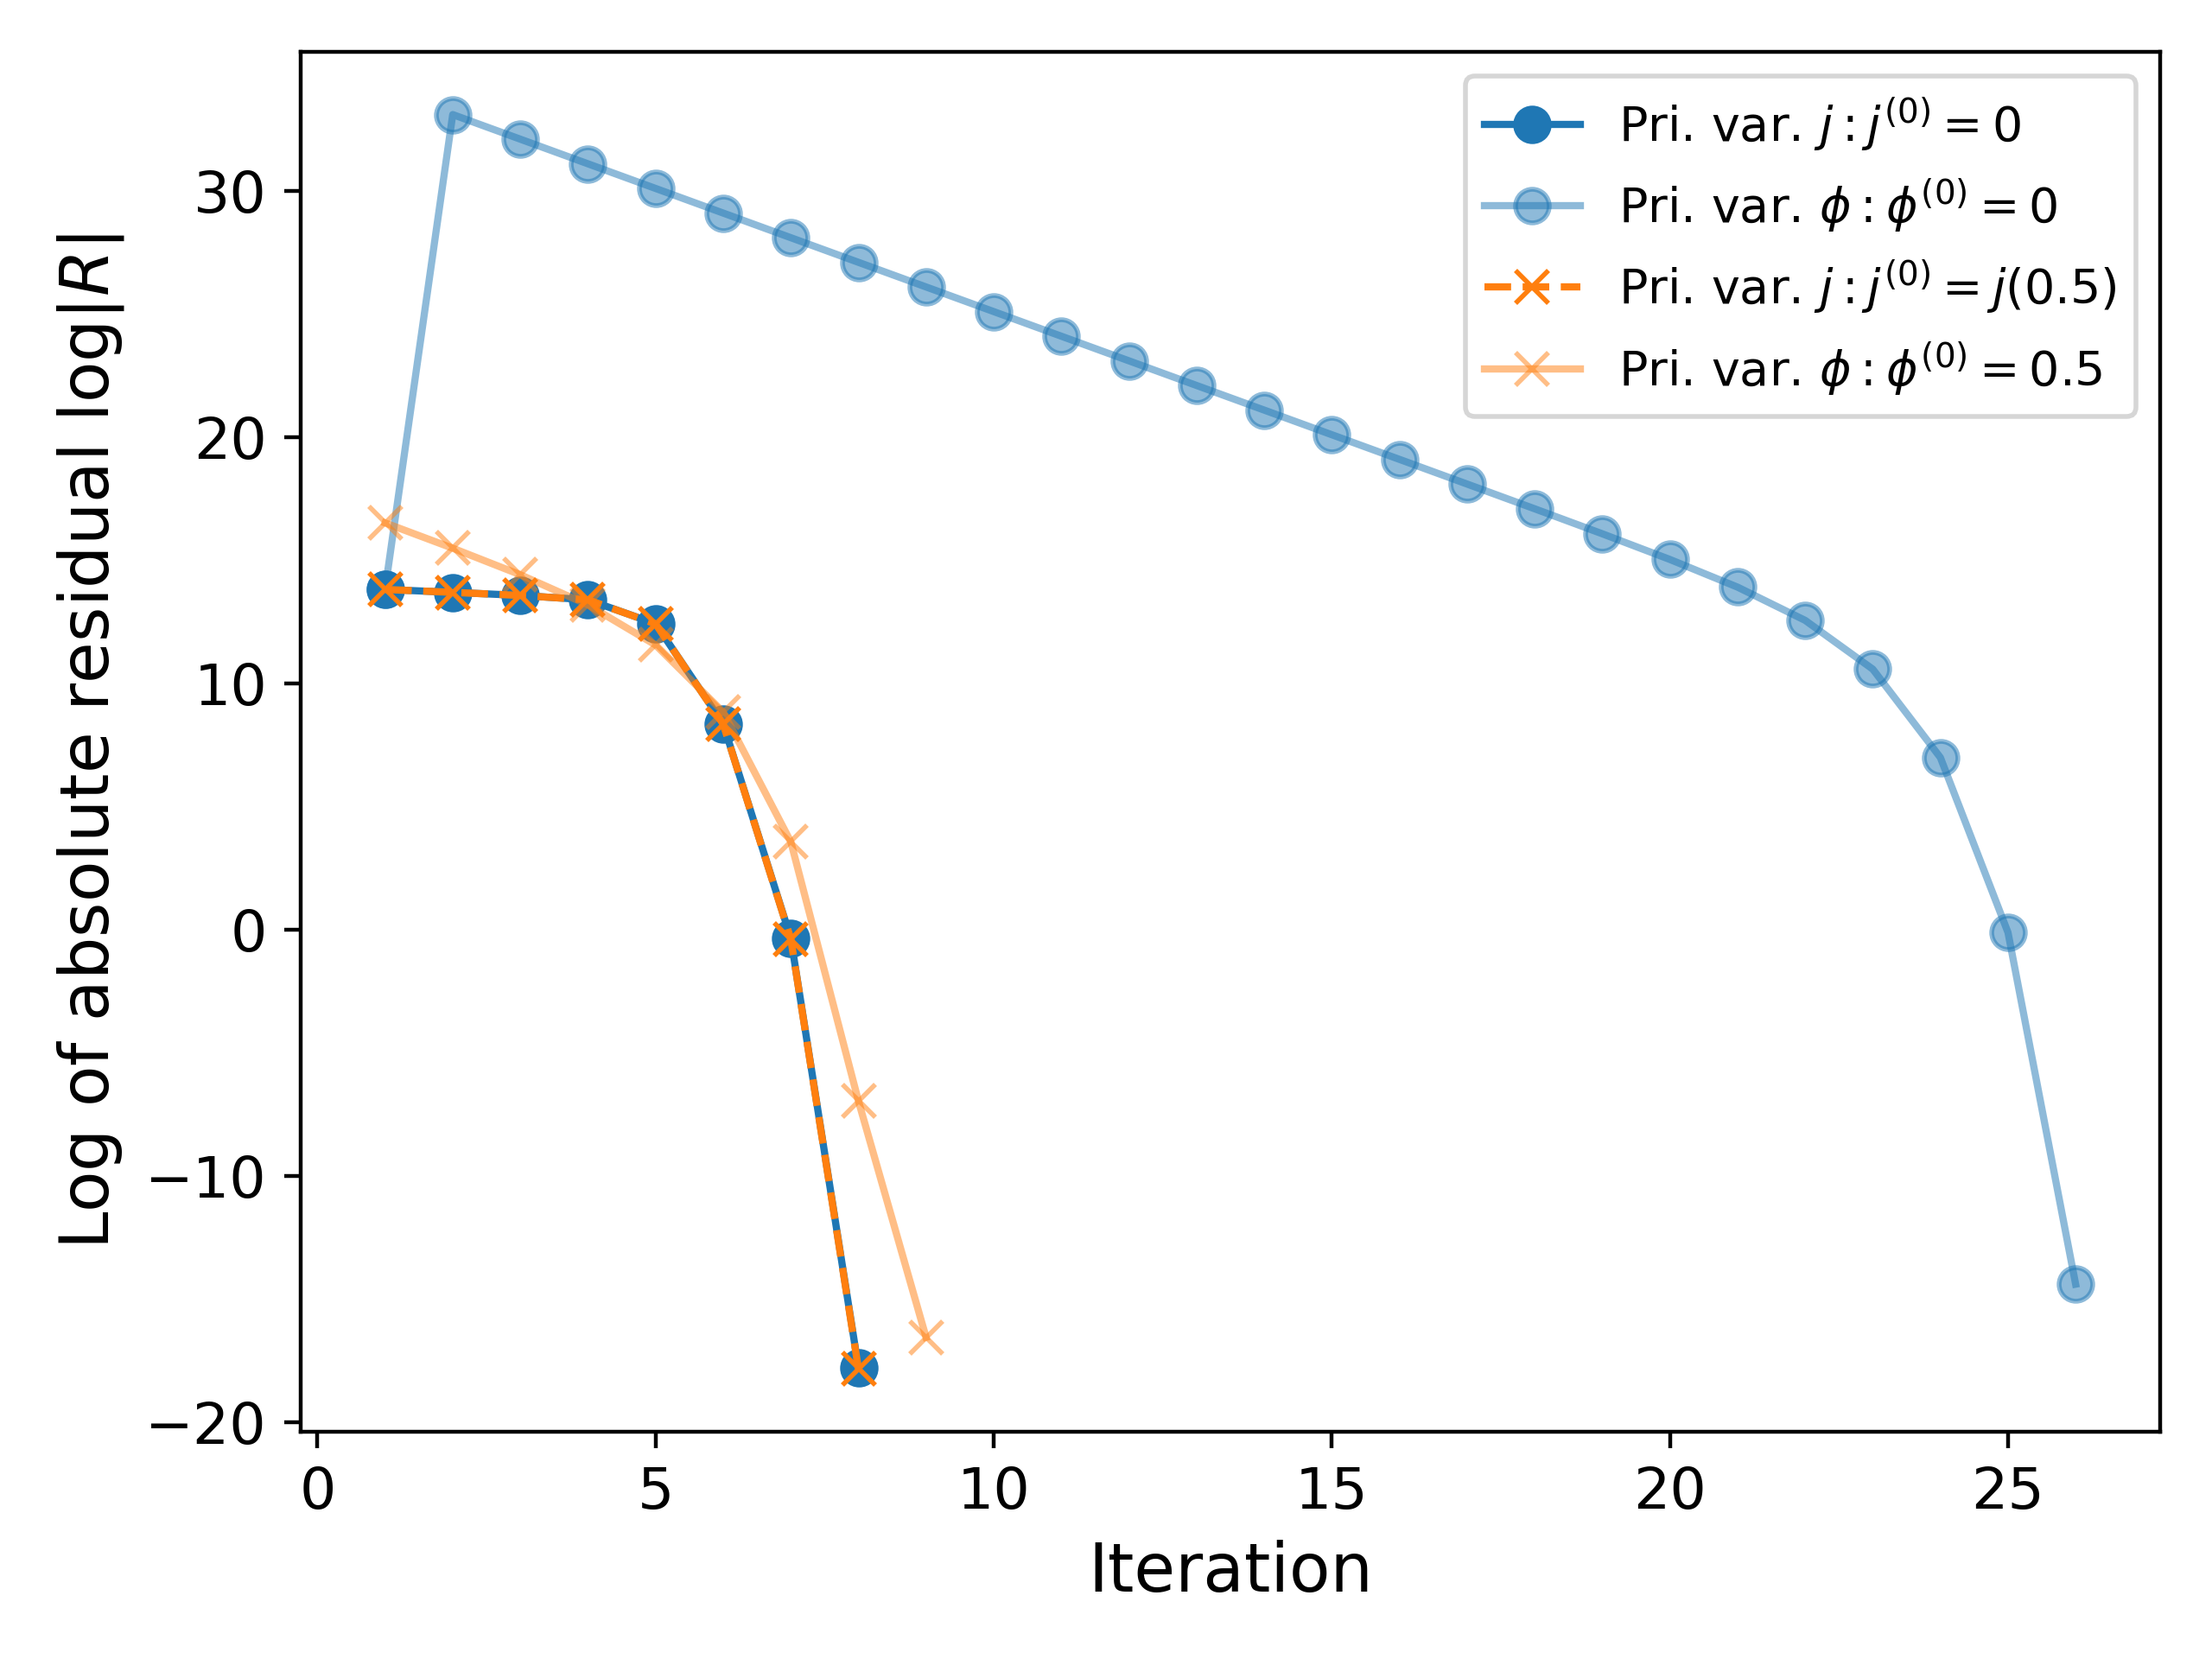 Log of absolute residual log|R|
30
20
10
0
−10
−20
0 5 10 15 20 25
Iteration
Pri. var. j : j⁽⁰⁾ = 0
Pri. var. ϕ : ϕ⁽⁰⁾ = 0
Pri. var. j : j⁽⁰⁾ = j(0.5)
Pri. var. ϕ : ϕ⁽⁰⁾ = 0.5